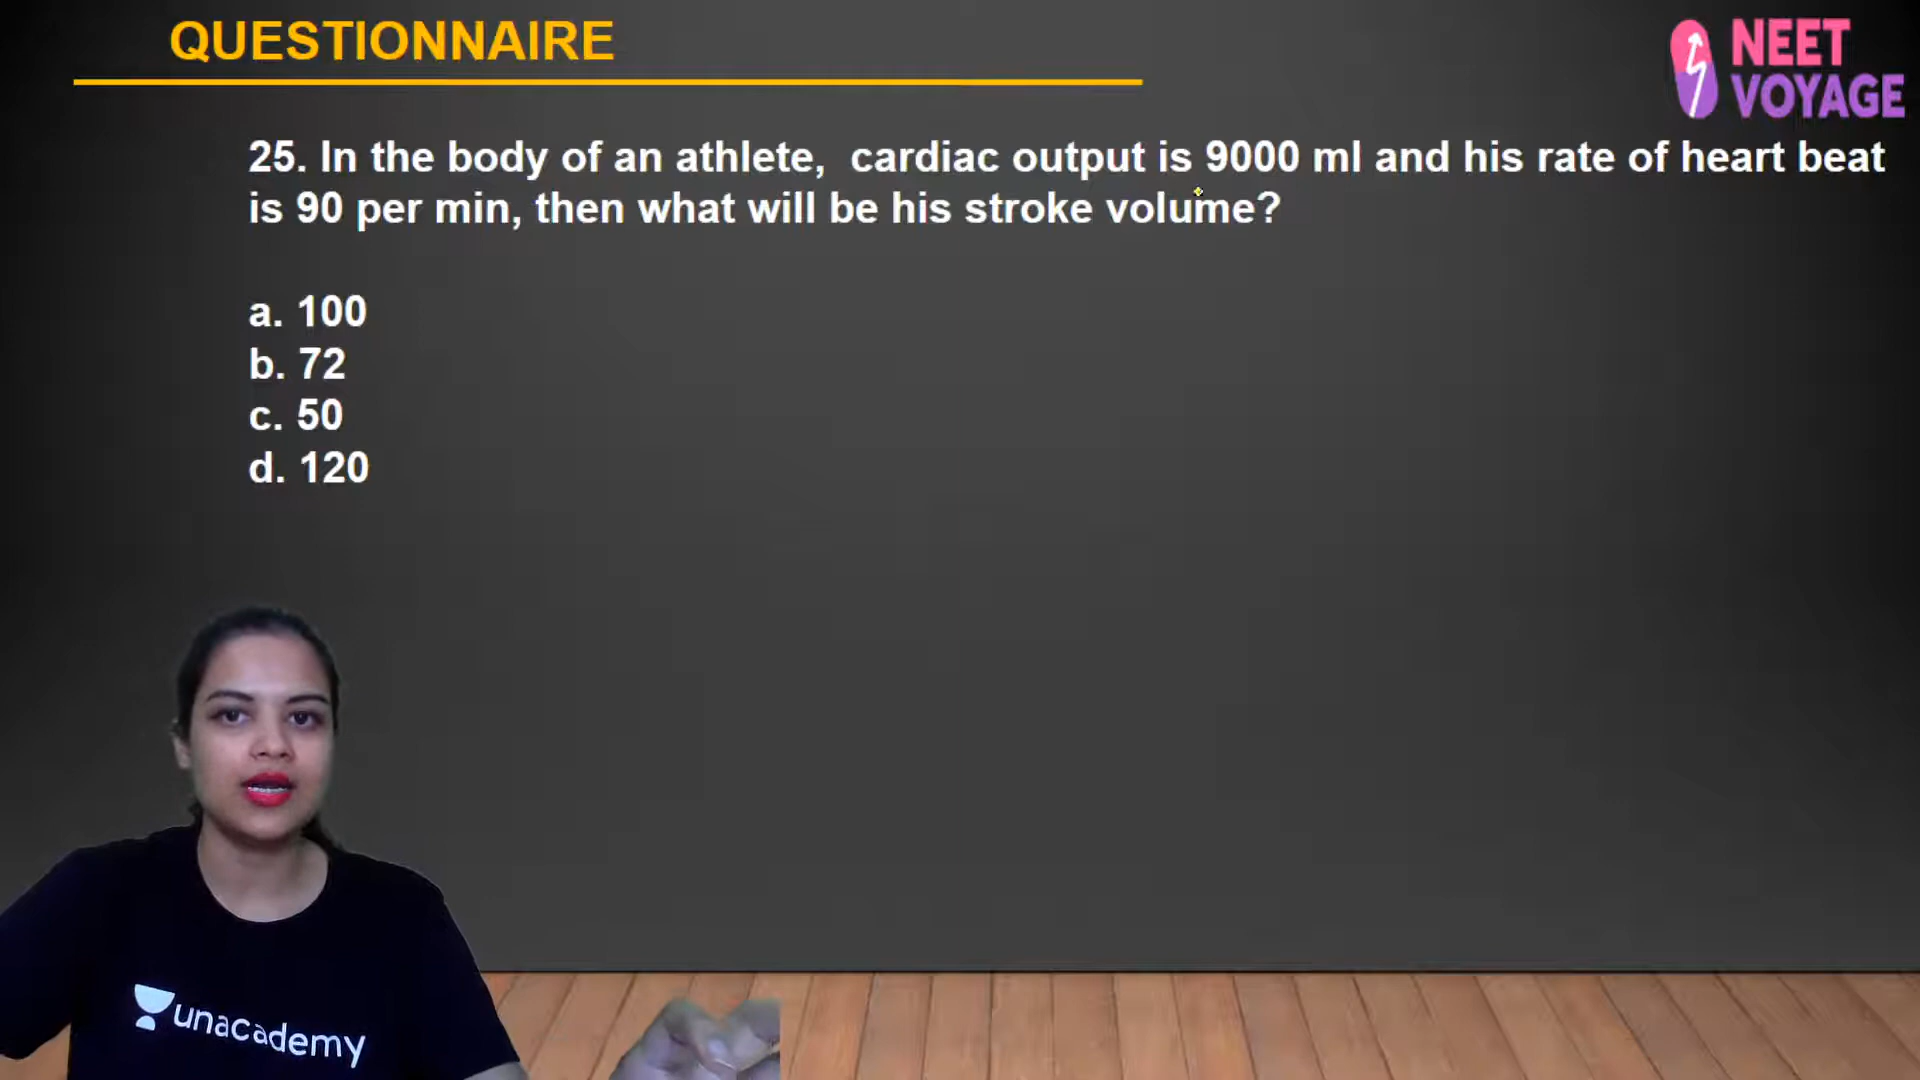 QUESTIONNAIRE
NEET
VOYAGE
25. In the body of an athlete,  cardiac output is 9000 ml and his rate of heart beat
is 90 per min, then what will be his stroke volume?
a. 100
b. 72
c. 50
d. 120
unacademy